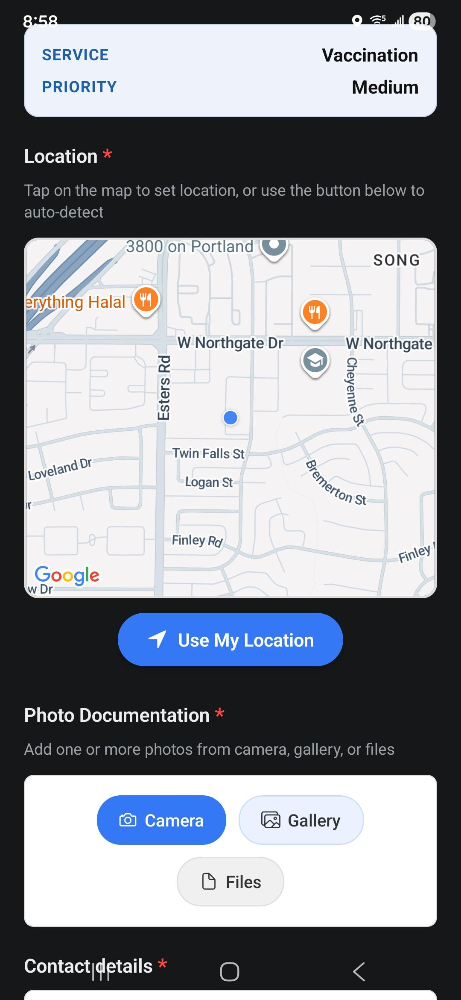 8:58
5
80
SERVICE
Vaccination
PRIORITY
Medium
Location *
Tap on the map to set location, or use the button below to
auto-detect
3800 on Portland
SONG
erything Halal
W Northgate Dr
W Northgate
Esters Rd
Cheyenne St
Twin Falls St
Loveland Dr
Bremerton St
Logan St
Finley Rd
Finley
Google
w Dr
Use My Location
Photo Documentation *
Add one or more photos from camera, gallery, or files
Camera
Gallery
Files
Contact details *